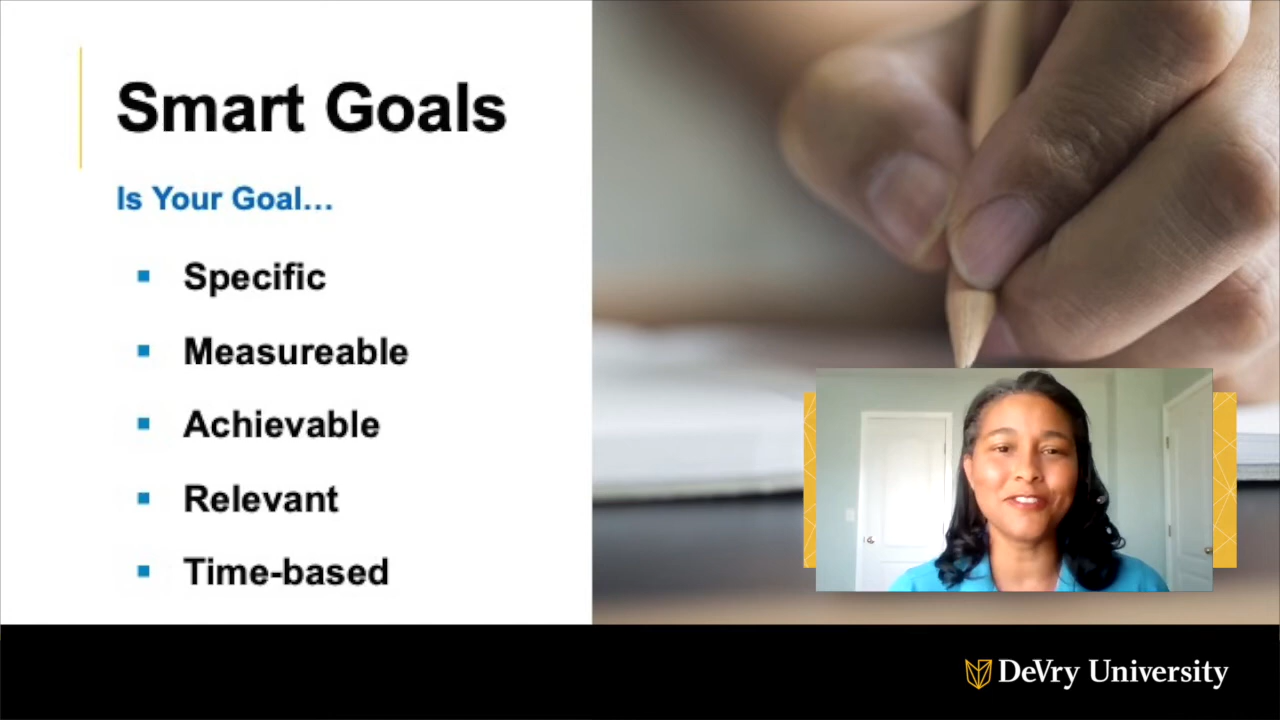 Smart Goals
Is Your Goal…
Specific
Measureable
Achievable
Relevant
Time-based
DeVry University